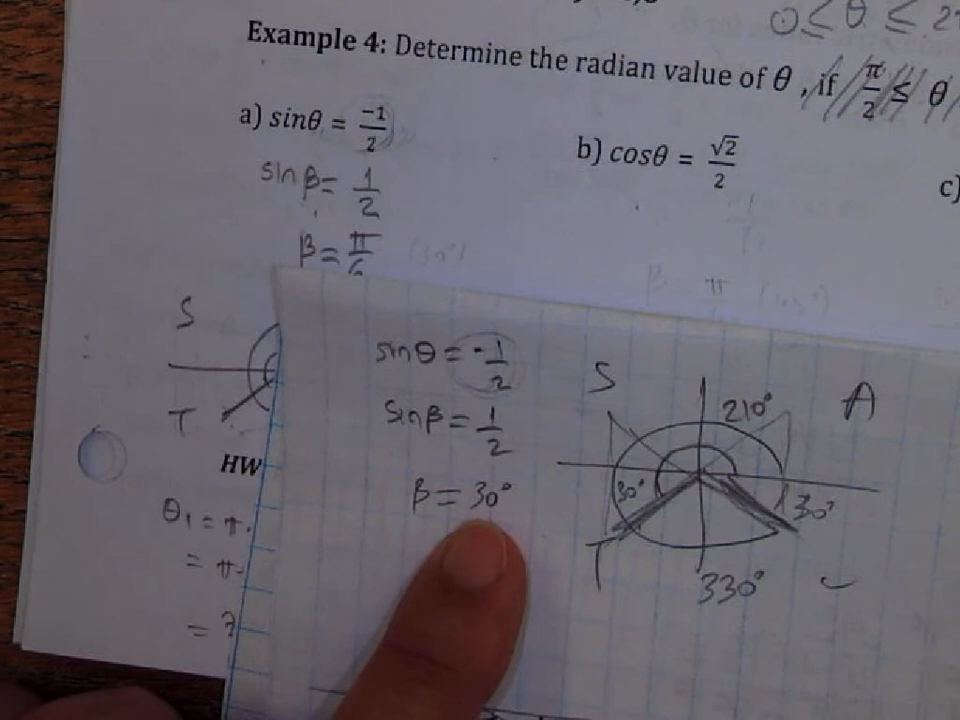 0 ≤ θ ≤ 2
Example 4: Determine the radian value of θ , if π/2 ≤ θ
a) sinθ = -1/2
b) cosθ = √2/2
c)
sin β = 1/2
β = π/6 (30°)
β = π
S
T
HW
θ₁ = π
= π
= ?
sinθ = -1/2
sinβ = 1/2
β = 30°
S
A
210°
30°
30°
T
330°